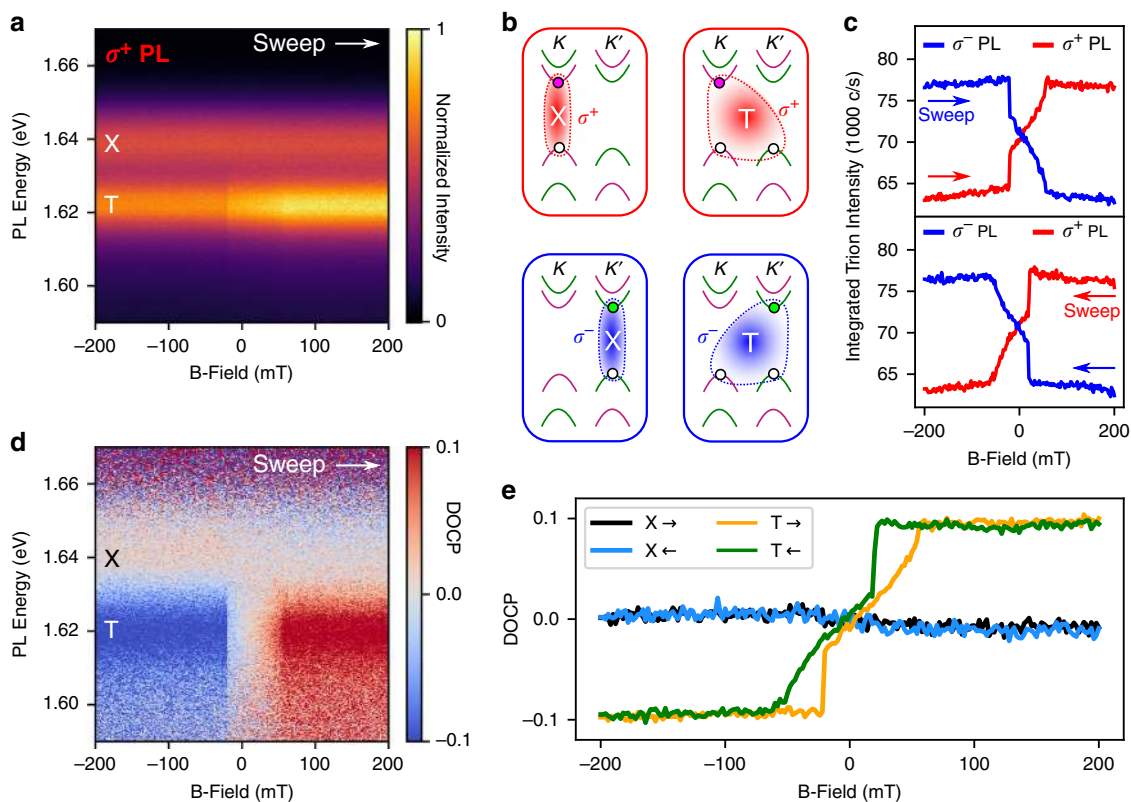 a
σ+ PL
Sweep →
X
T
PL Energy (eV)
1.66
1.64
1.62
1.60
−200
−100
0
100
200
B-Field (mT)
1
Normalized Intensity
0
b
K K′
X
σ+
K K′
T
σ+
K K′
σ−
X
K K′
σ−
T
c
σ− PL σ+ PL
Sweep
80
75
70
65
σ− PL σ+ PL
Sweep
80
75
70
65
Integrated Trion Intensity (1000 c/s)
−200 0 200
B-Field (mT)
d
Sweep →
X
T
PL Energy (eV)
1.66
1.64
1.62
1.60
−200
−100
0
100
200
B-Field (mT)
0.1
DOCP
0.0
−0.1
e
X → T →
X ← T ←
DOCP
0.1
0.0
−0.1
−200 −100 0 100 200
B-Field (mT)